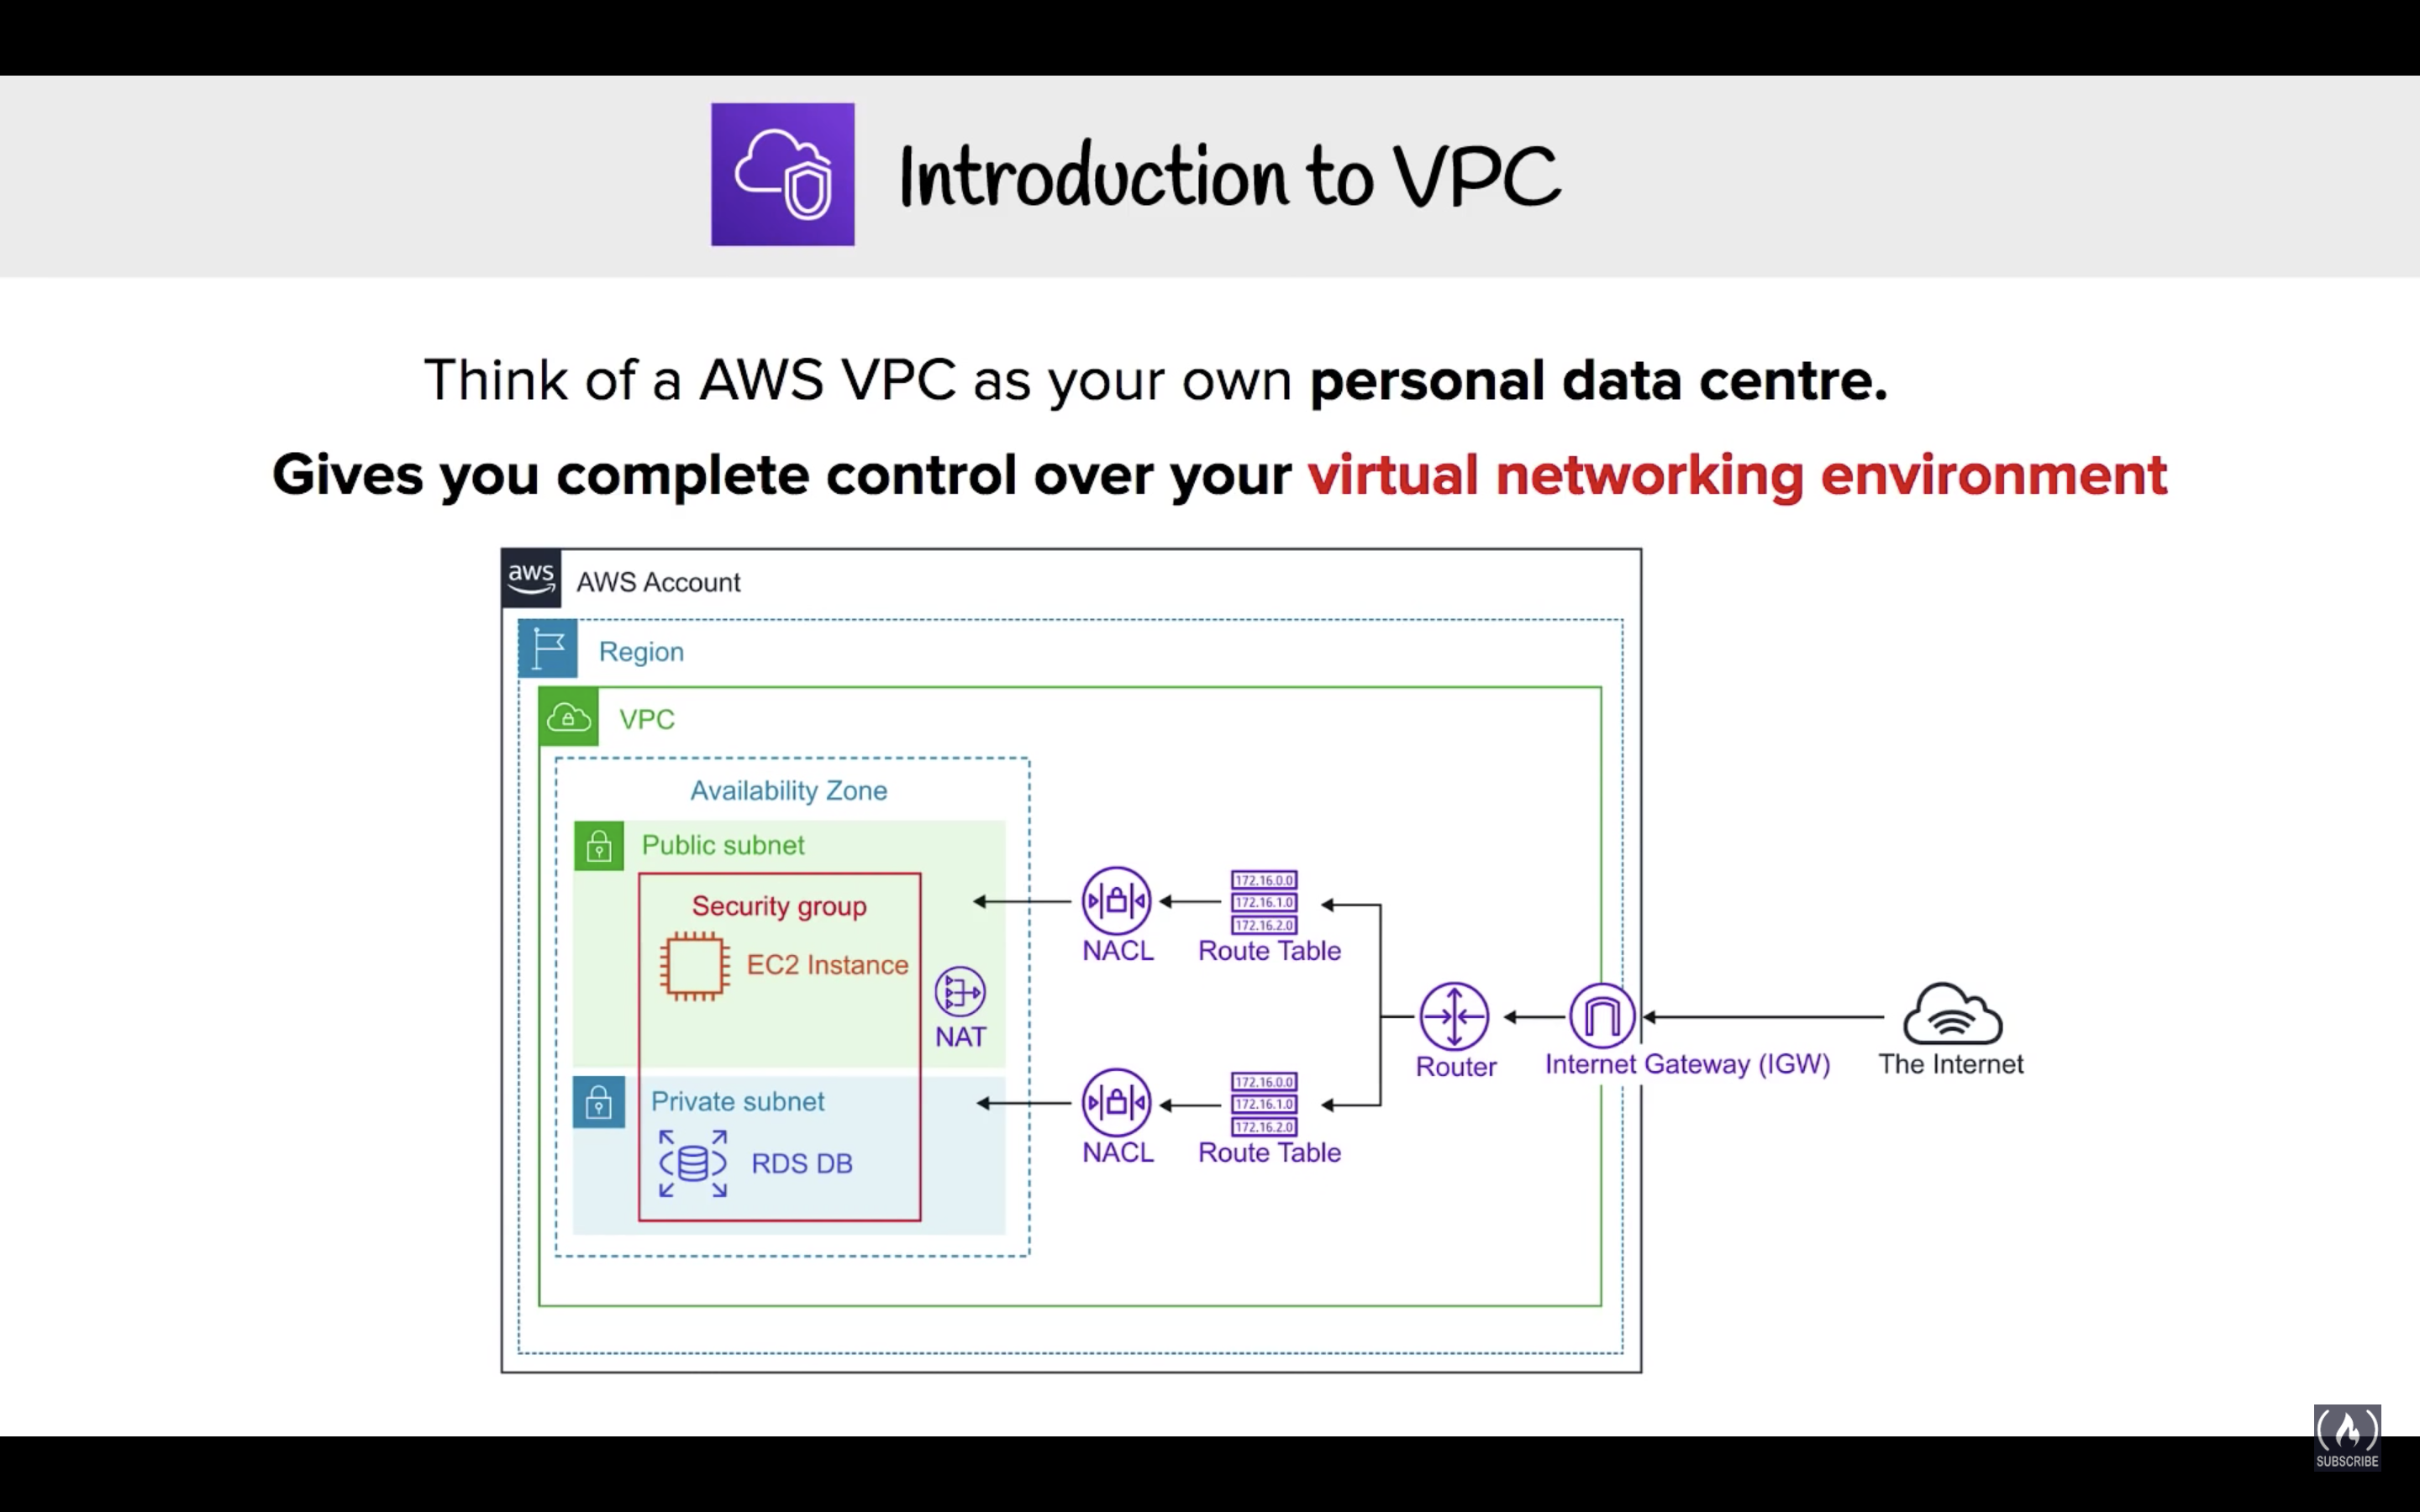 Introduction to VPC
Think of a AWS VPC as your own personal data centre.
Gives you complete control over your virtual networking environment
aws
AWS Account
Region
VPC
Availability Zone
Public subnet
Security group
EC2 Instance
NAT
Private subnet
RDS DB
NACL
172.16.0.0
172.16.1.0
172.16.2.0
Route Table
NACL
172.16.0.0
172.16.1.0
172.16.2.0
Route Table
Router
Internet Gateway (IGW)
The Internet
SUBSCRIBE